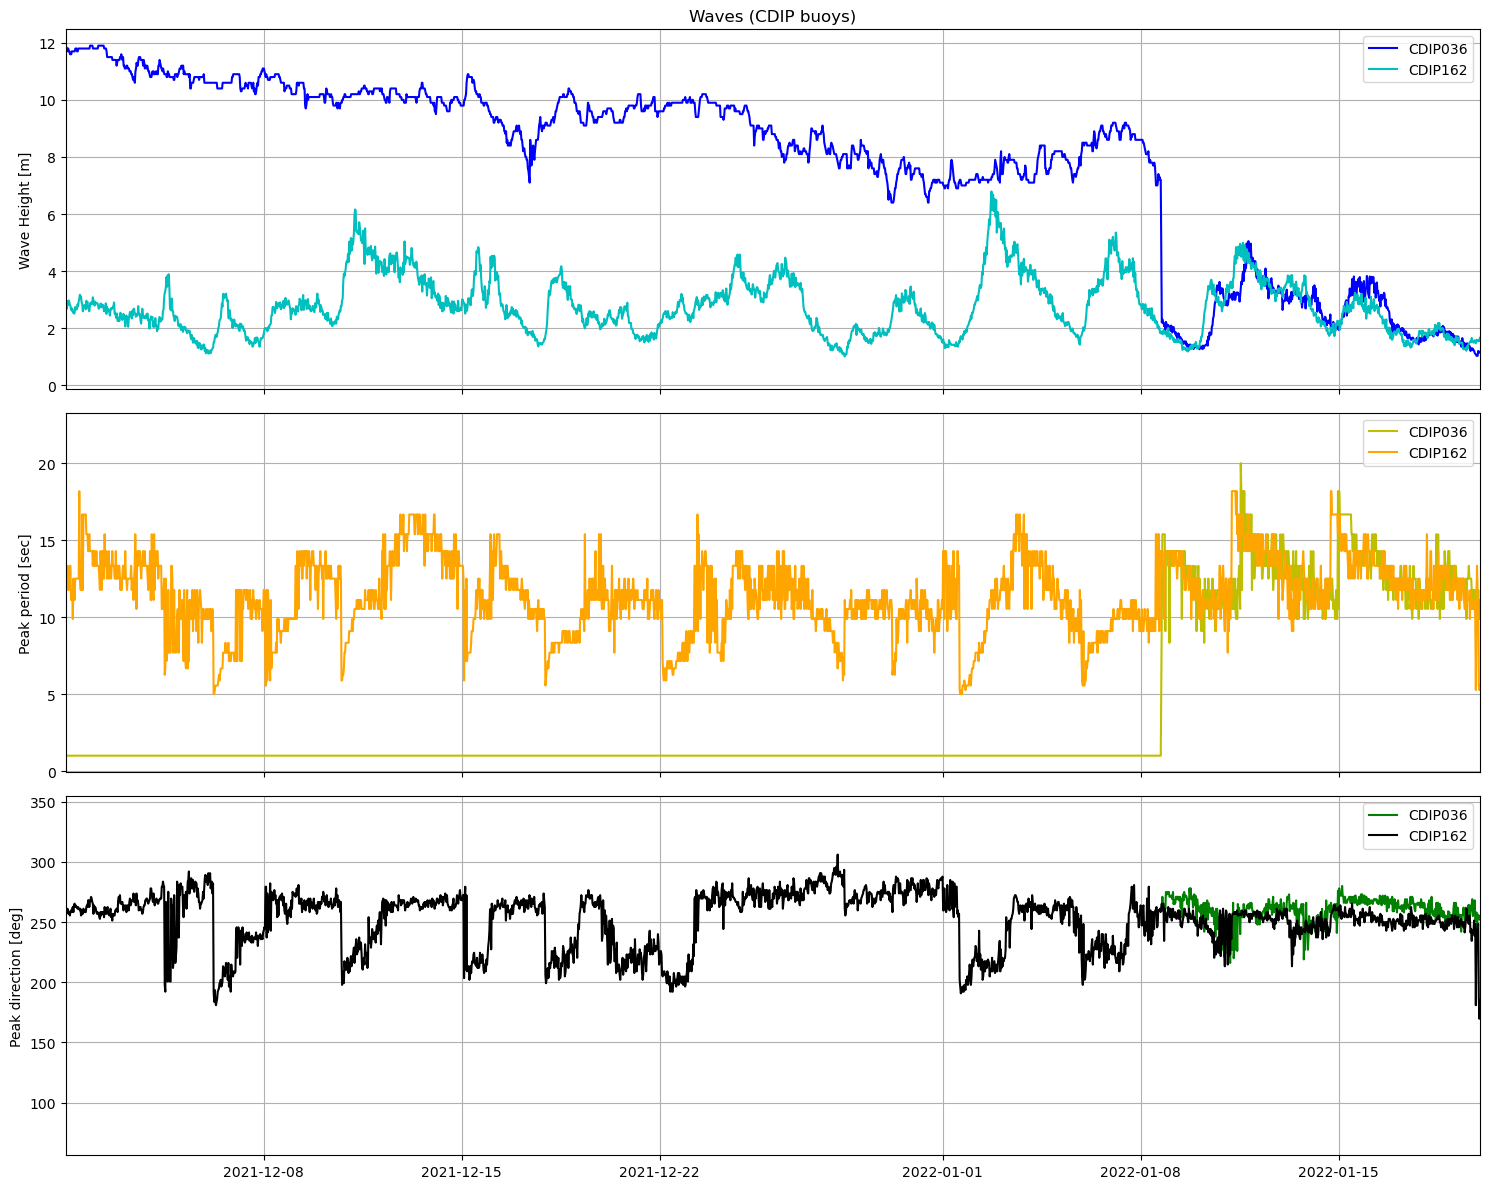 Waves (CDIP buoys)
12
10
8
6
4
2
0
Wave Height [m]
CDIP036
CDIP162
20
15
10
5
0
Peak period [sec]
CDIP036
CDIP162
350
300
250
200
150
100
Peak direction [deg]
CDIP036
CDIP162
2021-12-08
2021-12-15
2021-12-22
2022-01-01
2022-01-08
2022-01-15